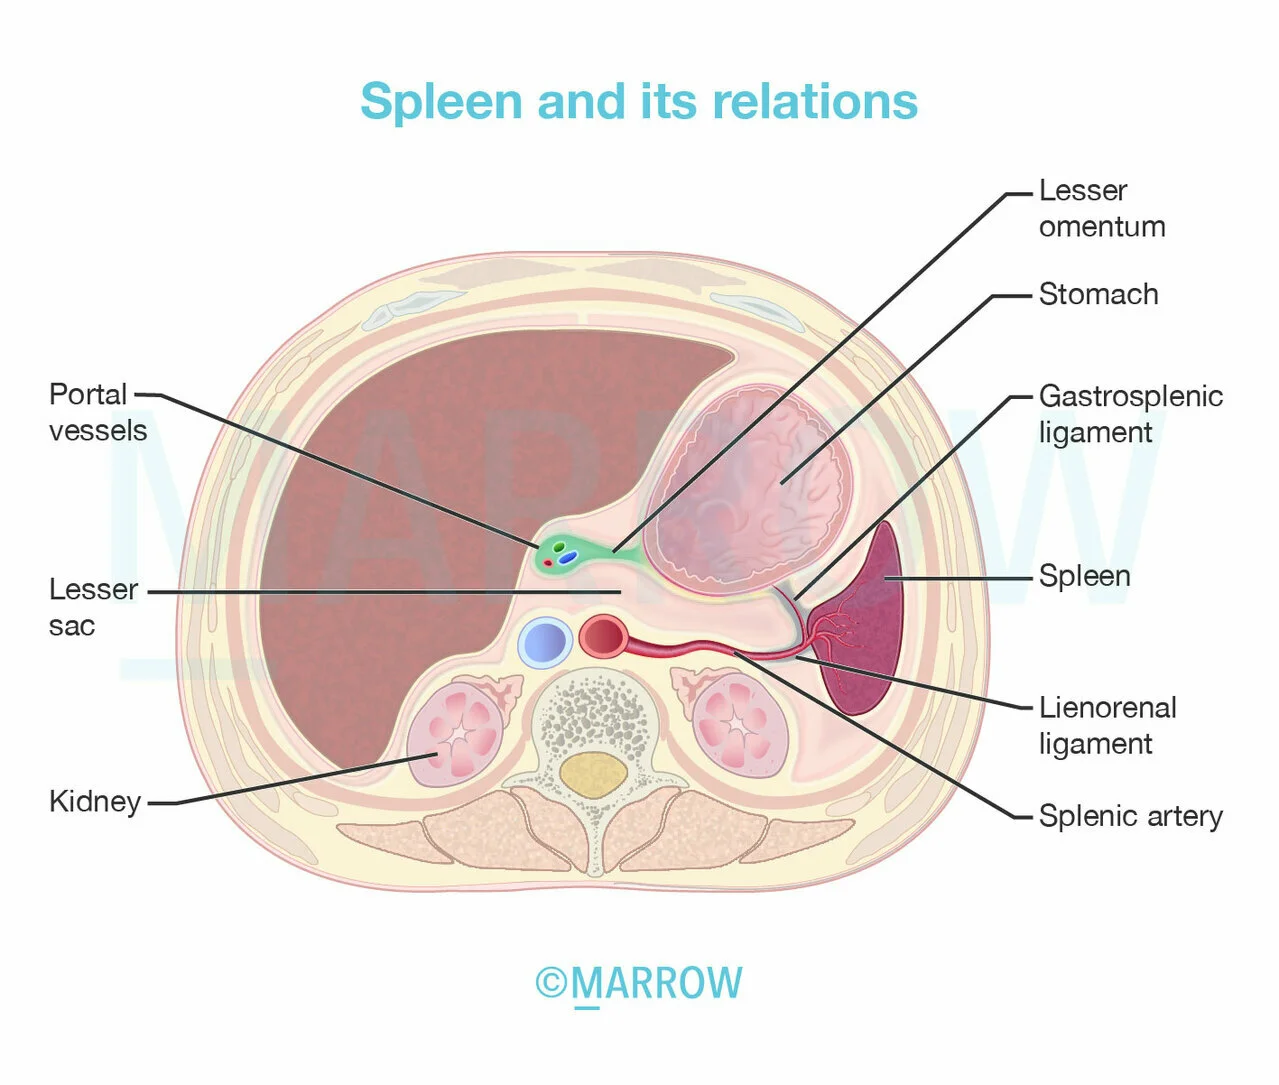 Spleen and its relations
Lesser
omentum
Stomach
Gastrosplenic
ligament
Spleen
Lienorenal
ligament
Splenic artery
Portal
vessels
Lesser
sac
Kidney
MARROW
©MARROW